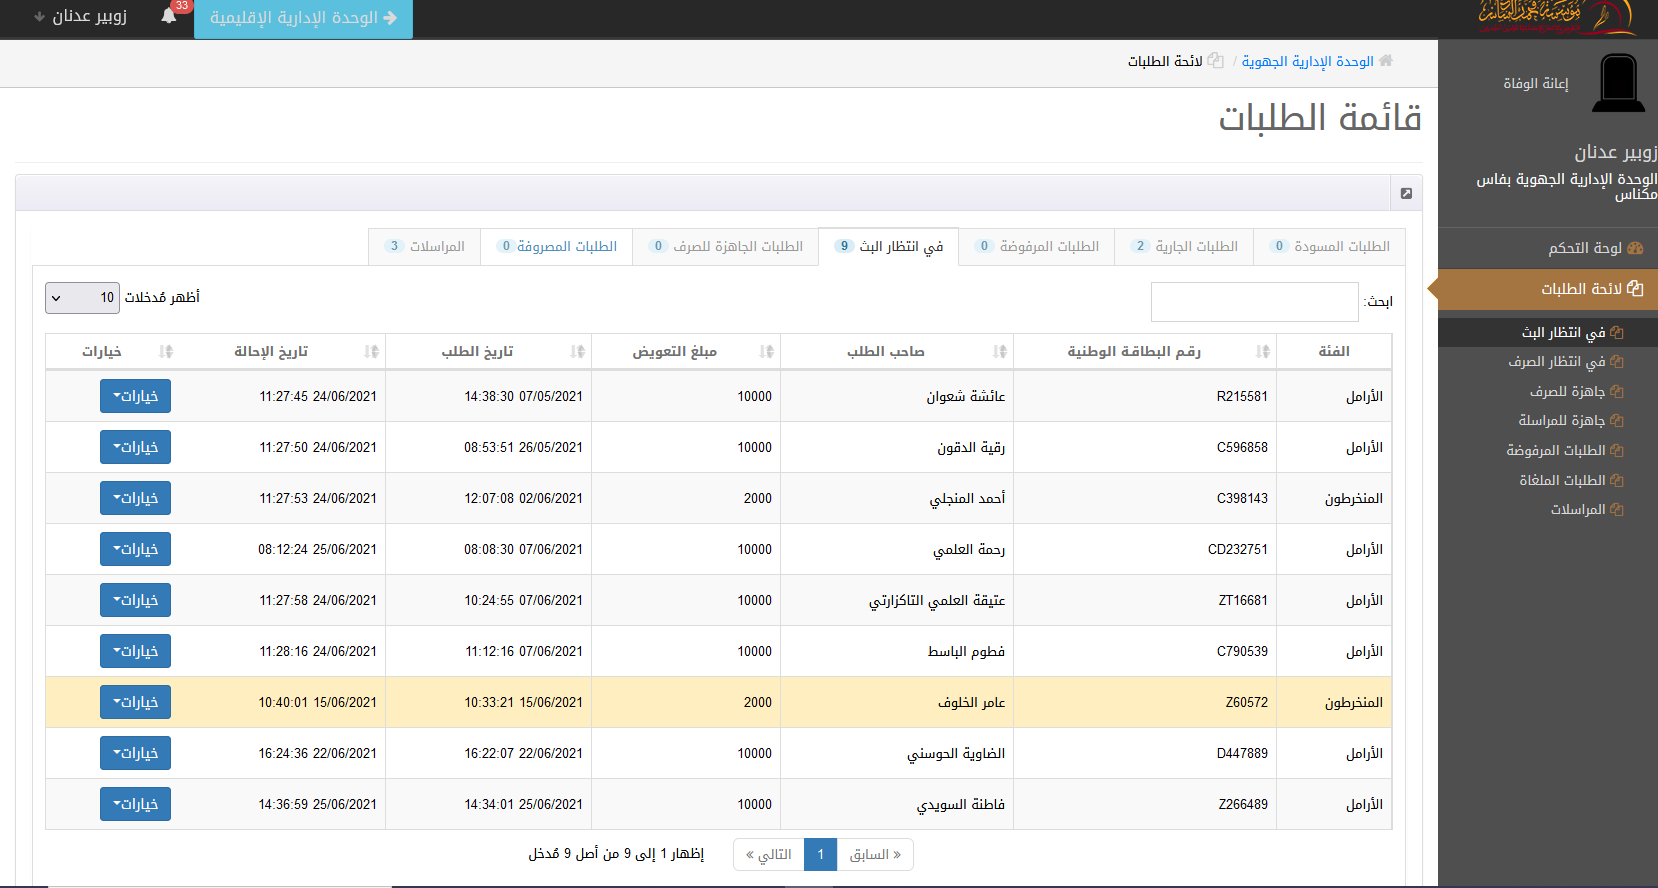 زوبير عدنان
33
الوحدة الإدارية الإقليمية
الوحدة الإدارية الجهوية / لائحة الطلبات
إعانة الوفاة
قائمة الطلبات
زوبير عدنان
الوحدة الإدارية الجهوية بفاس
مكناس
لوحة التحكم
لائحة الطلبات
في انتظار البث
في انتظار الصرف
جاهزة للصرف
جاهزة للمراسلة
الطلبات المرفوضة
الطلبات الملغاة
المراسلات
الطلبات المسودة 0 الطلبات الجارية 2 الطلبات المرفوضة 0 في انتظار البث 9 الطلبات الجاهزة للصرف 0 الطلبات المصروفة 0 المراسلات 3
ابحث: أظهر مُدخلات 10
الفئة رقم البطاقة الوطنية صاحب الطلب مبلغ التعويض تاريخ الطلب تاريخ الإحالة خيارات
الأرامل R215581 عائشة شعوان 10000 14:38:30 07/05/2021 11:27:45 24/06/2021 خيارات
الأرامل C596858 رقية الدقون 10000 08:53:51 26/05/2021 11:27:50 24/06/2021 خيارات
المنخرطون C398143 أحمد المنجلي 2000 12:07:08 02/06/2021 11:27:53 24/06/2021 خيارات
الأرامل CD232751 رحمة العلمي 10000 08:08:30 07/06/2021 08:12:24 25/06/2021 خيارات
الأرامل ZT16681 عتيقة العلمي التاكزارتي 10000 10:24:55 07/06/2021 11:27:58 24/06/2021 خيارات
الأرامل C790539 فطوم الباسط 10000 11:12:16 07/06/2021 11:28:16 24/06/2021 خيارات
المنخرطون Z60572 عامر الخلوف 2000 10:33:21 15/06/2021 10:40:01 15/06/2021 خيارات
الأرامل D447889 الضاوية الحوسني 10000 16:22:07 22/06/2021 16:24:36 22/06/2021 خيارات
الأرامل Z266489 فاطنة السويدي 10000 14:34:01 25/06/2021 14:36:59 25/06/2021 خيارات
« السابق 1 التالي »
إظهار 1 إلى 9 من أصل 9 مُدخل